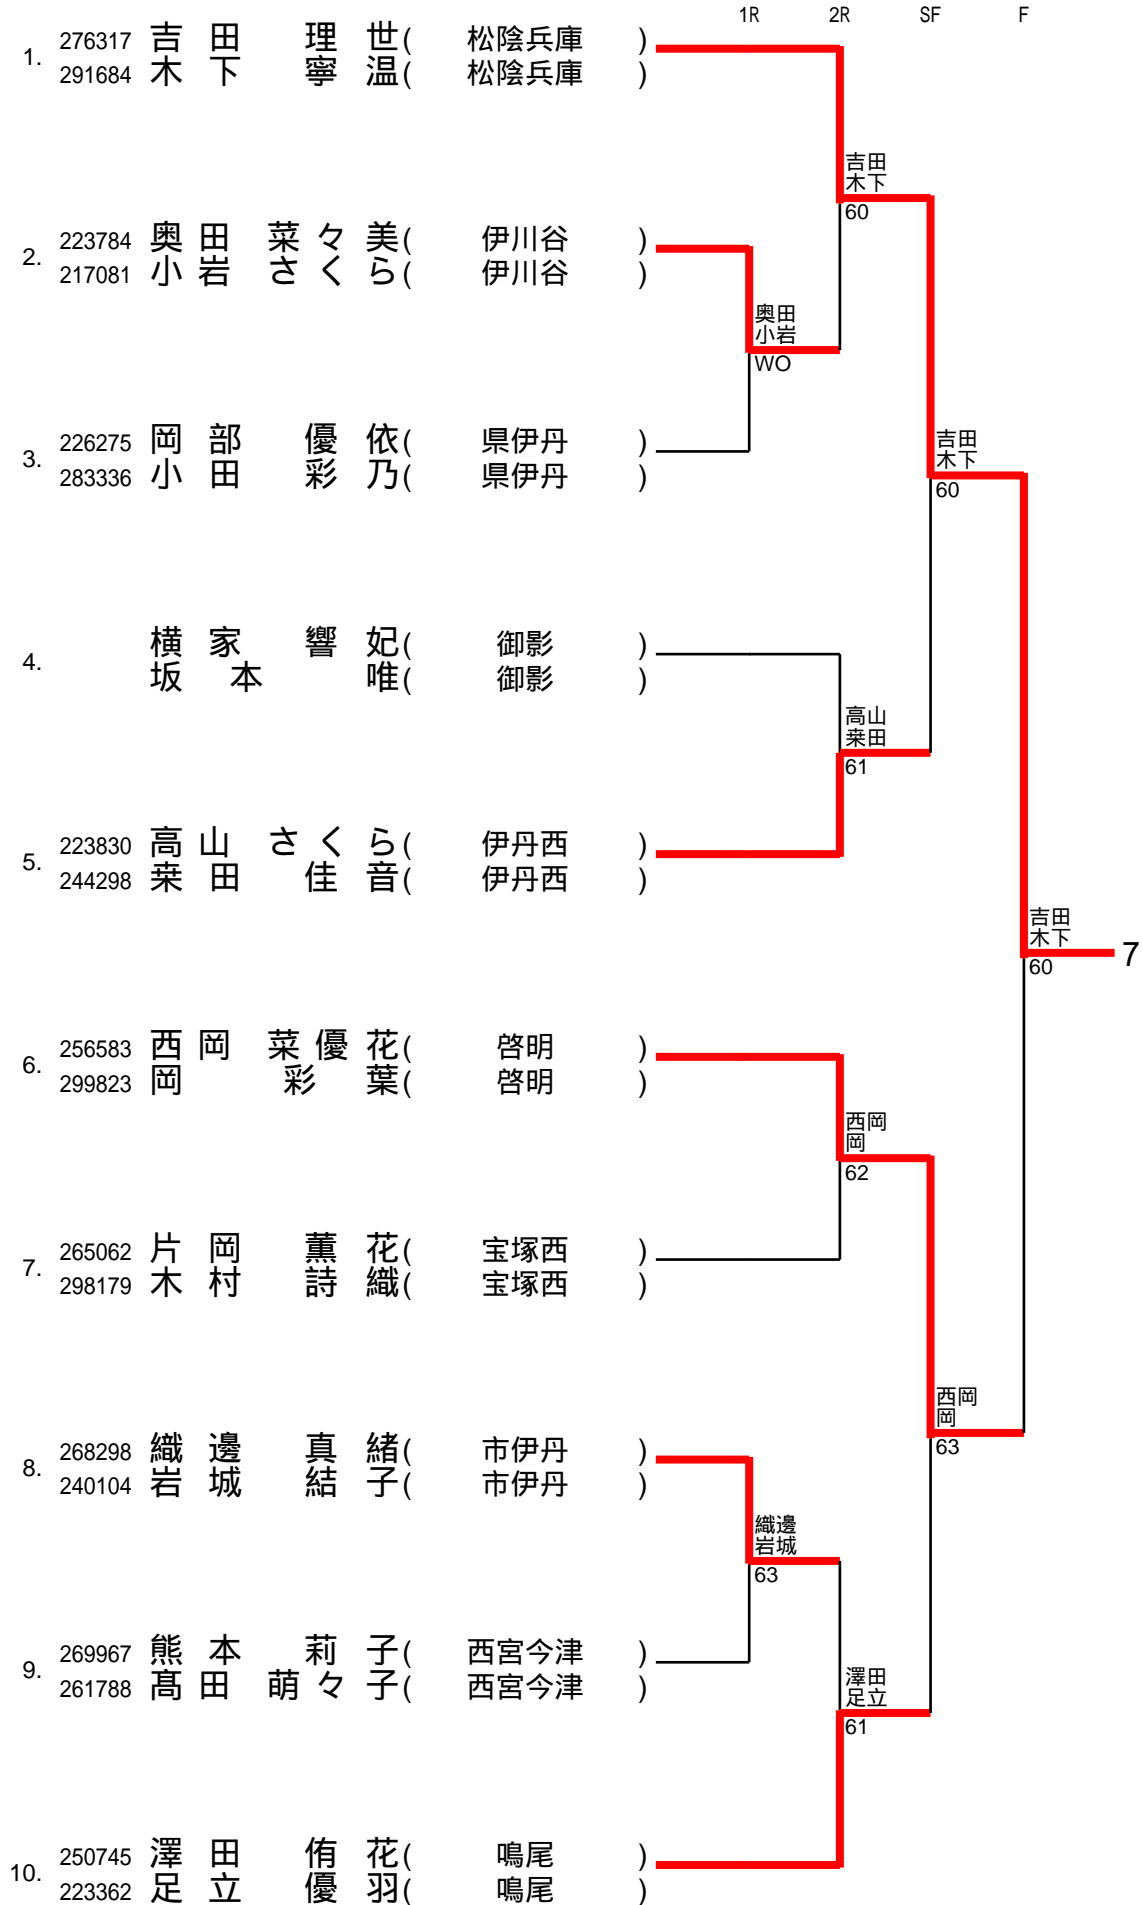 1R 2R SF F
1. 276317 吉田 理世( 松陰兵庫 )
291684 木下 寧温( 松陰兵庫 )
吉田
木下
60
2. 223784 奥田 菜々美( 伊川谷 )
217081 小岩 さくら( 伊川谷 )
奥田
小岩
WO
3. 226275 岡部 優依( 県伊丹 )
283336 小田 彩乃( 県伊丹 )
吉田
木下
60
4. 横家 響妃( 御影 )
坂本 唯( 御影 )
高山
桒田
61
5. 223830 高山 さくら( 伊丹西 )
244298 桒田 佳音( 伊丹西 )
吉田
木下
60
7
6. 256583 西岡 菜優花( 啓明 )
299823 岡 彩葉( 啓明 )
西岡
岡
62
7. 265062 片岡 薫花( 宝塚西 )
298179 木村 詩織( 宝塚西 )
西岡
岡
63
8. 268298 織邊 真緒( 市伊丹 )
240104 岩城 結子( 市伊丹 )
織邊
岩城
63
9. 269967 熊本 莉子( 西宮今津 )
261788 髙田 萌々子( 西宮今津 )
澤田
足立
61
10. 250745 澤田 侑花( 鳴尾 )
223362 足立 優羽( 鳴尾 )